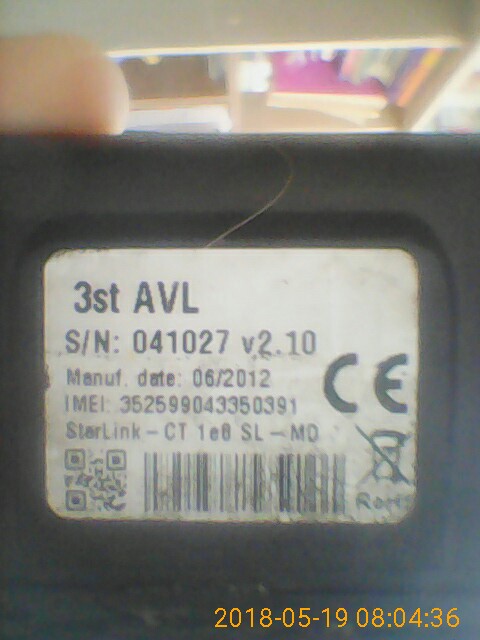 3st AVL
S/N: 041027 v2.10
Manuf. date: 06/2012
CE
IMEI: 352599043350391
StarLink-CT 1e8 SL-MD
2018-05-19 08:04:36